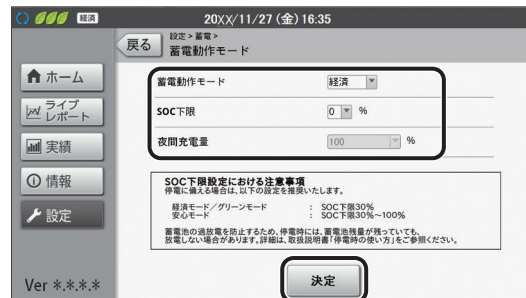 経済
20XX/11/27 (金) 16:35
戻る
設定 > 蓄電 >
蓄電動作モード
ホーム
ライブ
レポート
実績
情報
設定
Ver *.*.*.*
蓄電動作モード 経済
SOC下限 0 %
夜間充電量 100 %
SOC下限設定における注意事項
停電に備える場合は、以下の設定を推奨いたします。
経済モード/グリーンモード : SOC下限30%
安心モード : SOC下限30%~100%
蓄電池の過放電を防止するため、停電時には、蓄電池残量が残っていても、
放電しない場合があります。詳細は、取扱説明書「停電時の使い方」をご参照ください。
決定